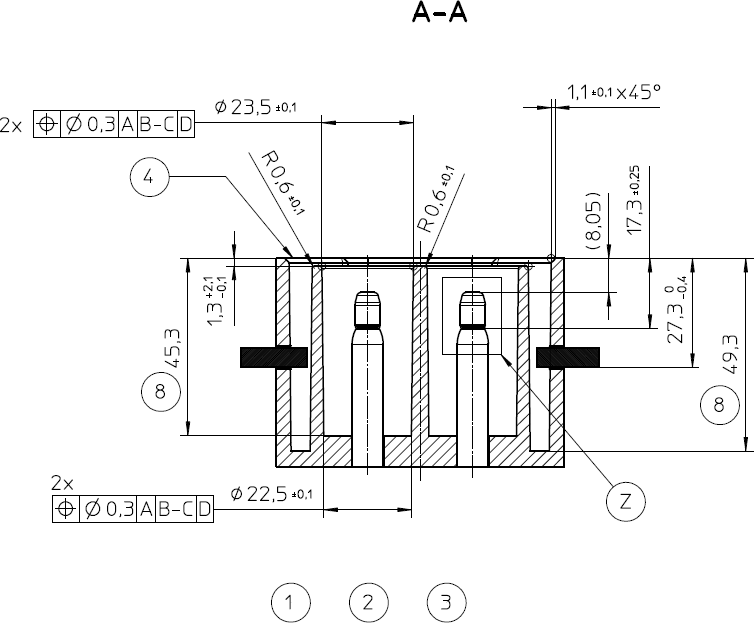 A-A
1,1 ±0,1 x45°
2x ⌖ Ø 0,3 A B-C D
Ø 23,5 ±0,1
4
R0,6 ±0,1
R0,6 ±0,1
(8,05)
17,3 ±0,25
1,3 +2,1 -0,1
27,3 0 -0,4
45,3
49,3
8
8
2x
⌖ Ø 0,3 A B-C D
Ø 22,5 ±0,1
Z
1 2 3